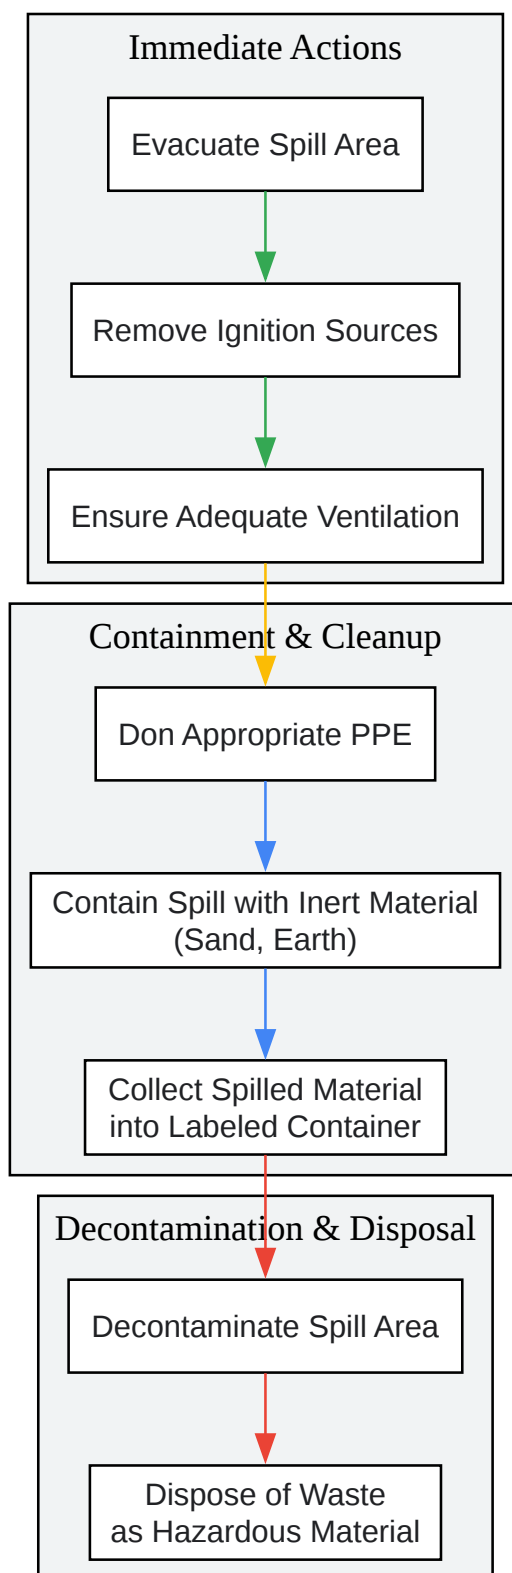 Immediate Actions
Evacuate Spill Area
Remove Ignition Sources
Ensure Adequate Ventilation
Containment & Cleanup
Don Appropriate PPE
Contain Spill with Inert Material
(Sand, Earth)
Collect Spilled Material
into Labeled Container
Decontamination & Disposal
Decontaminate Spill Area
Dispose of Waste
as Hazardous Material